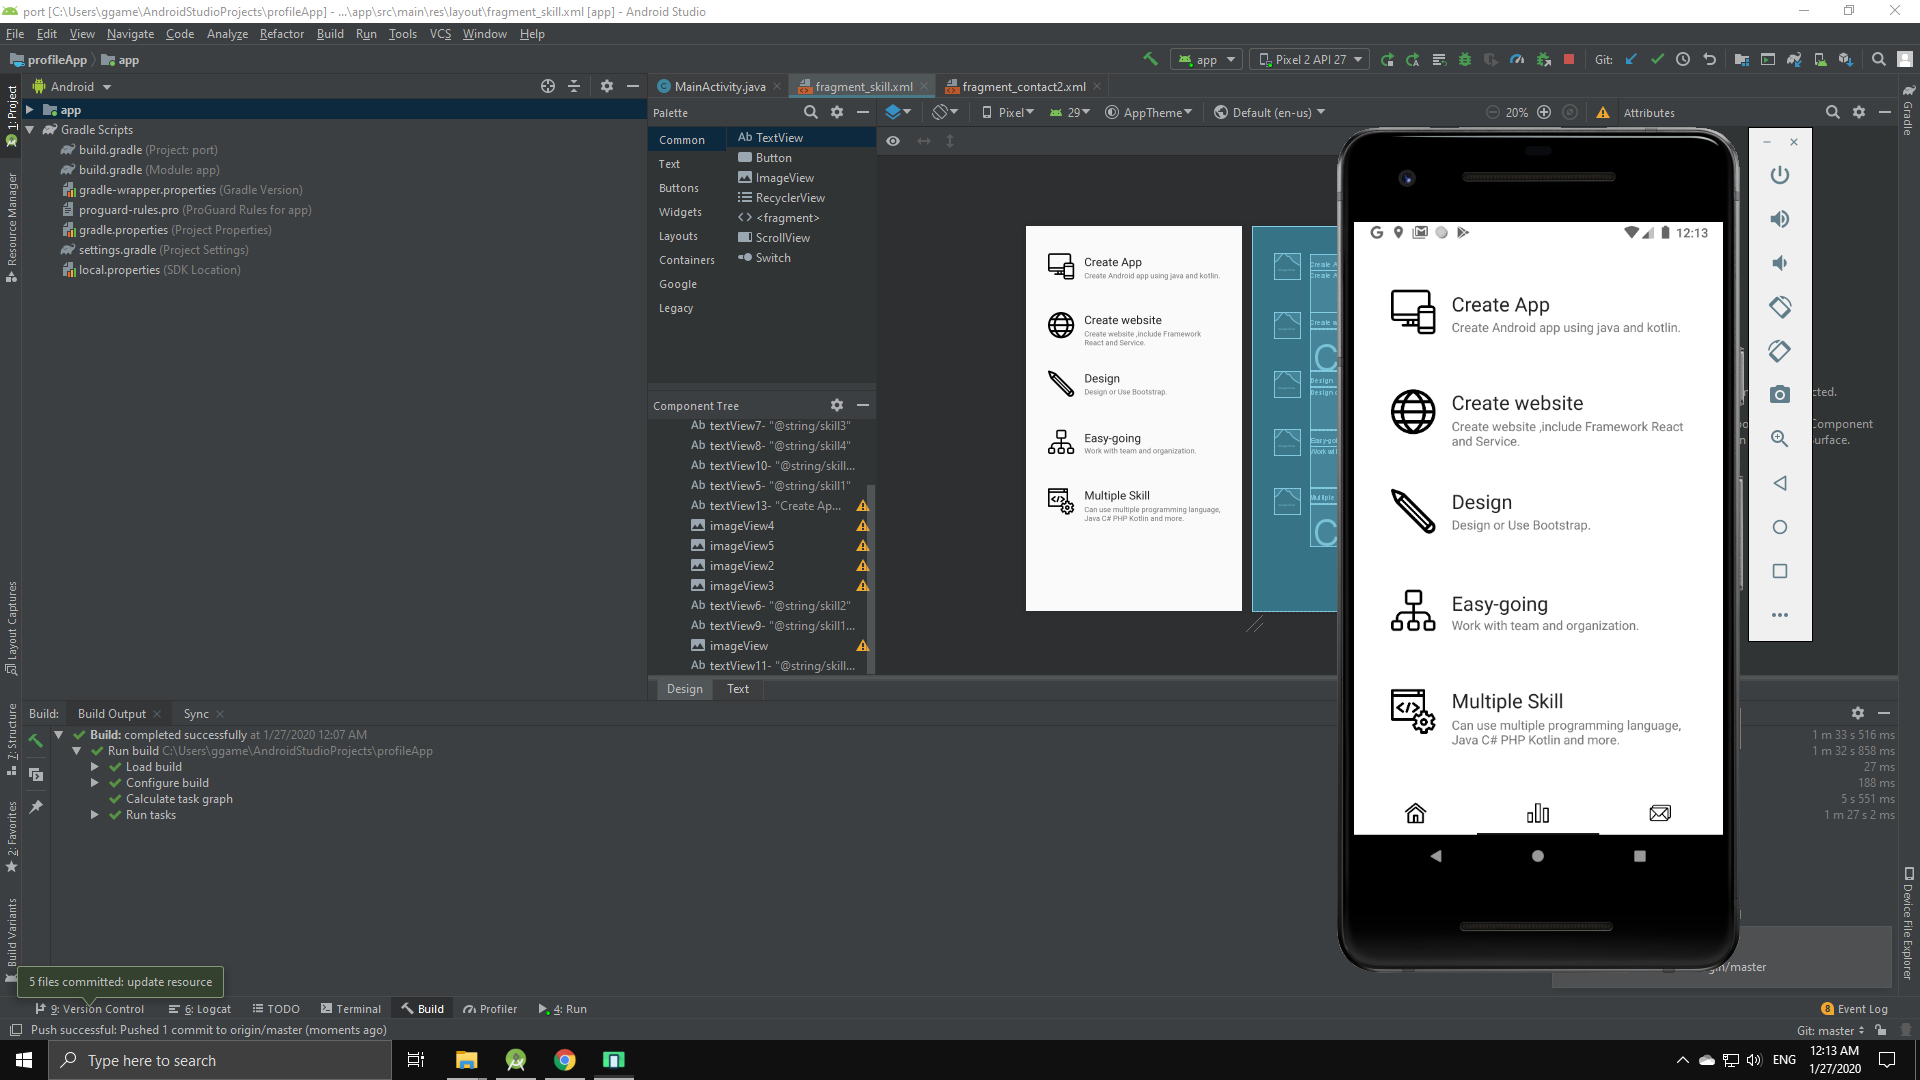 port [C:\Users\ggame\AndroidStudioProjects\profileApp] - ...\app\src\main\res\layout\fragment_skill.xml [app] - Android Studio
File Edit View Navigate Code Analyze Refactor Build Run Tools VCS Window Help
profileApp app
app Pixel 2 API 27 Git:
Android
MainActivity.java fragment_skill.xml fragment_contact2.xml
1: Project
Resource Manager
Layout Captures
7: Structure
2: Favorites
Build Variants
app
Gradle Scripts
build.gradle (Project: port)
build.gradle (Module: app)
gradle-wrapper.properties (Gradle Version)
proguard-rules.pro (ProGuard Rules for app)
gradle.properties (Project Properties)
settings.gradle (Project Settings)
local.properties (SDK Location)
Palette
Common
Text
Buttons
Widgets
Layouts
Containers
Google
Legacy
Ab TextView
Button
ImageView
RecyclerView
<fragment>
ScrollView
Switch
Pixel 29 AppTheme Default (en-us) 20% Attributes
Component Tree
Ab textView7- "@string/skill3"
Ab textView8- "@string/skill4"
Ab textView10- "@string/skill...
Ab textView5- "@string/skill1"
Ab textView13- "Create Ap...
imageView4
imageView5
imageView2
imageView3
Ab textView6- "@string/skill2"
Ab textView9- "@string/skill1...
imageView
Ab textView11- "@string/skill...
Design Text
Create App
Create Android app using java and kotlin.
Create website
Create website ,include Framework
React and Service.
Design
Design or Use Bootstrap.
Easy-going
Work with team and organization.
Multiple Skill
Can use multiple programming language,
Java C# PHP Kotlin and more.
12:13
Create App
Create Android app using java and kotlin.
Create website
Create website ,include Framework React
and Service.
Design
Design or Use Bootstrap.
Easy-going
Work with team and organization.
Multiple Skill
Can use multiple programming language,
Java C# PHP Kotlin and more.
cted.
Component
urface.
Gradle
Device File Explorer
Build: Build Output Sync
Build: completed successfully at 1/27/2020 12:07 AM
Run build C:\Users\ggame\AndroidStudioProjects\profileApp
Load build
Configure build
Calculate task graph
Run tasks
1 m 33 s 516 ms
1 m 32 s 858 ms
27 ms
188 ms
5 s 551 ms
1 m 27 s 2 ms
gin/master
5 files committed: update resource
9: Version Control 6: Logcat TODO Terminal Build Profiler 4: Run 8 Event Log
Push successful: Pushed 1 commit to origin/master (moments ago) Git: master
Type here to search
ENG
12:13 AM
1/27/2020